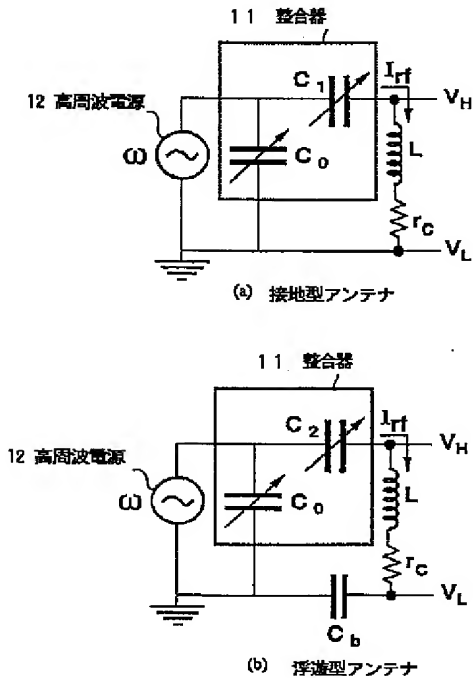 11 整合器
C1
Irf
VH
12 高周波電源
ω
C0
L
rC
VL
(a) 接地型アンテナ
11 整合器
C2
Irf
VH
12 高周波電源
ω
C0
L
rC
VL
Cb
(b) 浮遊型アンテナ